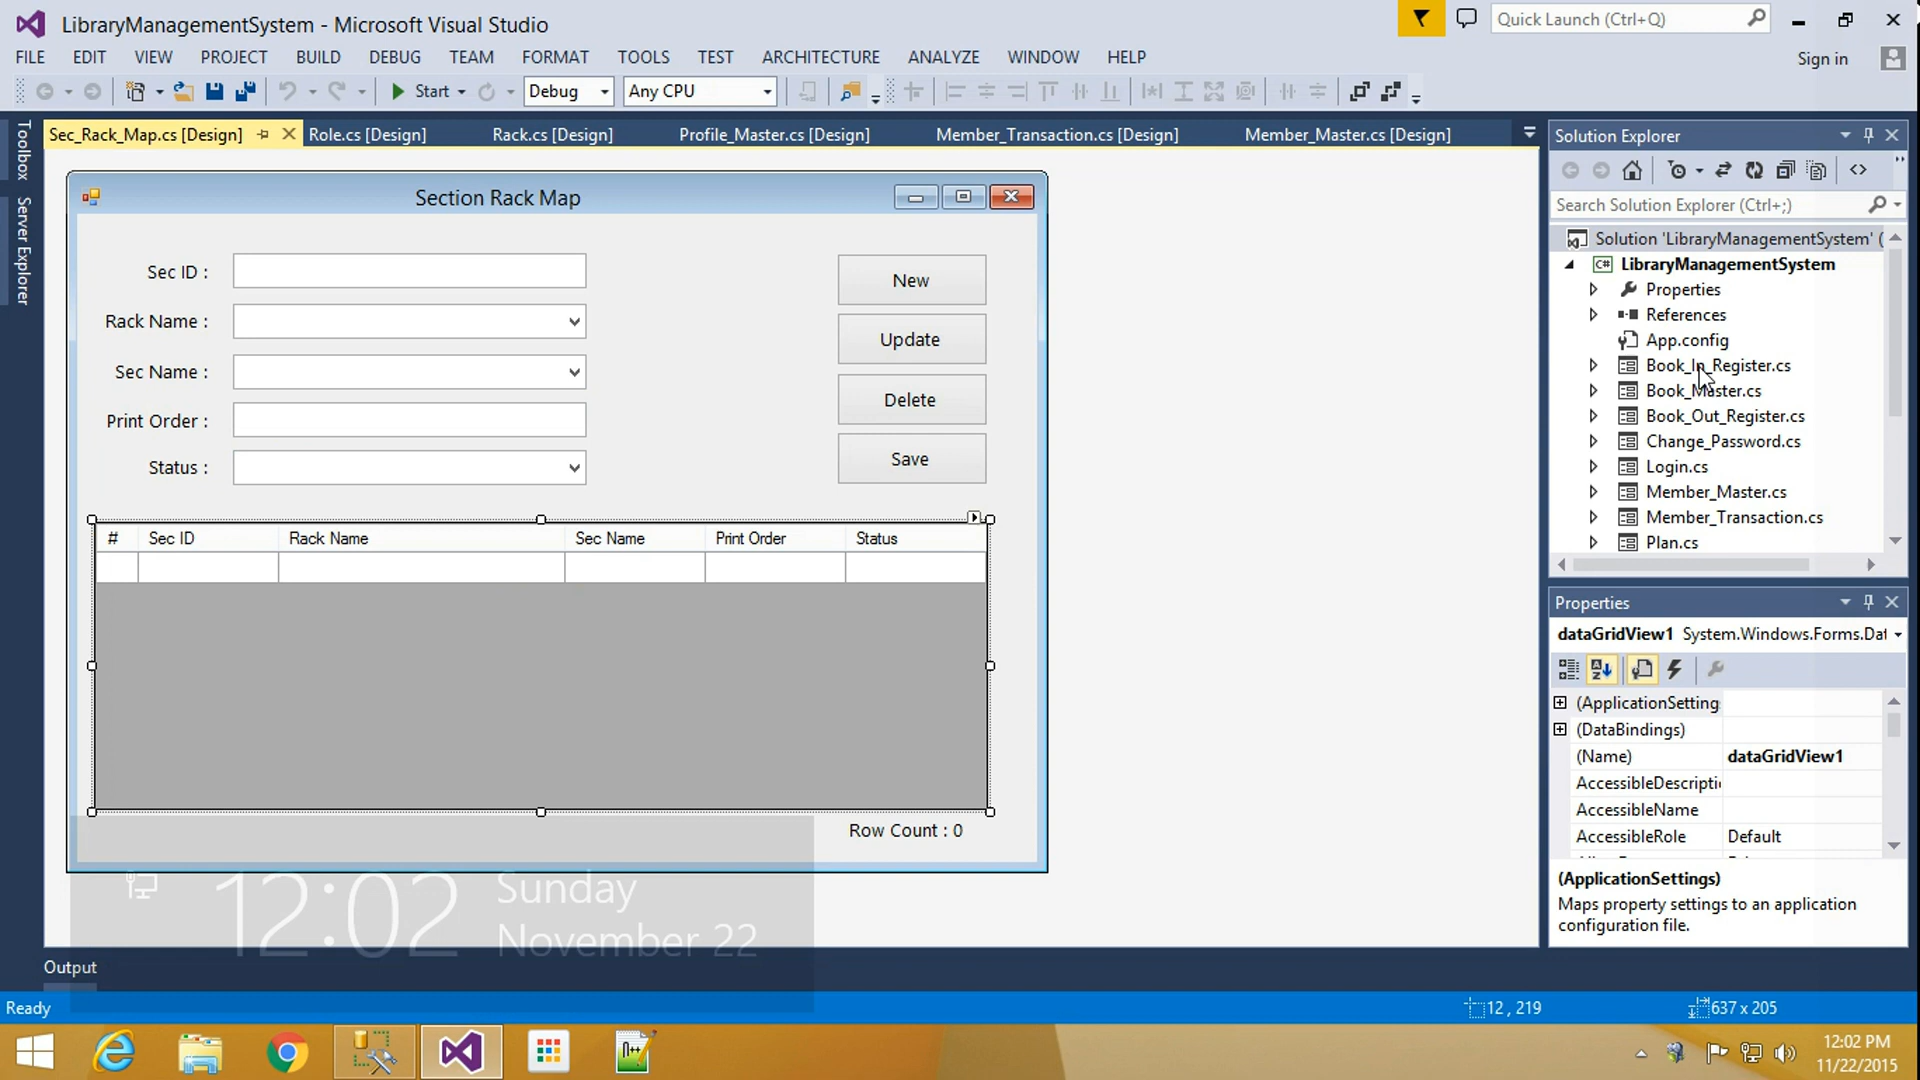 LibraryManagementSystem - Microsoft Visual Studio
Quick Launch (Ctrl+Q)
FILE EDIT VIEW PROJECT BUILD DEBUG TEAM FORMAT TOOLS TEST ARCHITECTURE ANALYZE WINDOW HELP
Sign in
Start Debug Any CPU
Toolbox
Server Explorer
Sec_Rack_Map.cs [Design] Role.cs [Design] Rack.cs [Design] Profile_Master.cs [Design] Member_Transaction.cs [Design] Member_Master.cs [Design]
Section Rack Map
Sec ID :
Rack Name :
Sec Name :
Print Order :
Status :
New
Update
Delete
Save
# Sec ID Rack Name Sec Name Print Order Status
Row Count : 0
Solution Explorer
Search Solution Explorer (Ctrl+;)
Solution 'LibraryManagementSystem' (
C# LibraryManagementSystem
Properties
References
App.config
Book_In_Register.cs
Book_Master.cs
Book_Out_Register.cs
Change_Password.cs
Login.cs
Member_Master.cs
Member_Transaction.cs
Plan.cs
Properties
dataGridView1 System.Windows.Forms.Dat
(ApplicationSetting
(DataBindings)
(Name) dataGridView1
AccessibleDescripti
AccessibleName
AccessibleRole Default
(ApplicationSettings)
Maps property settings to an application
configuration file.
12:02
Sunday
November 22
Output
Ready
12 , 219
637 x 205
N++
12:02 PM
11/22/2015